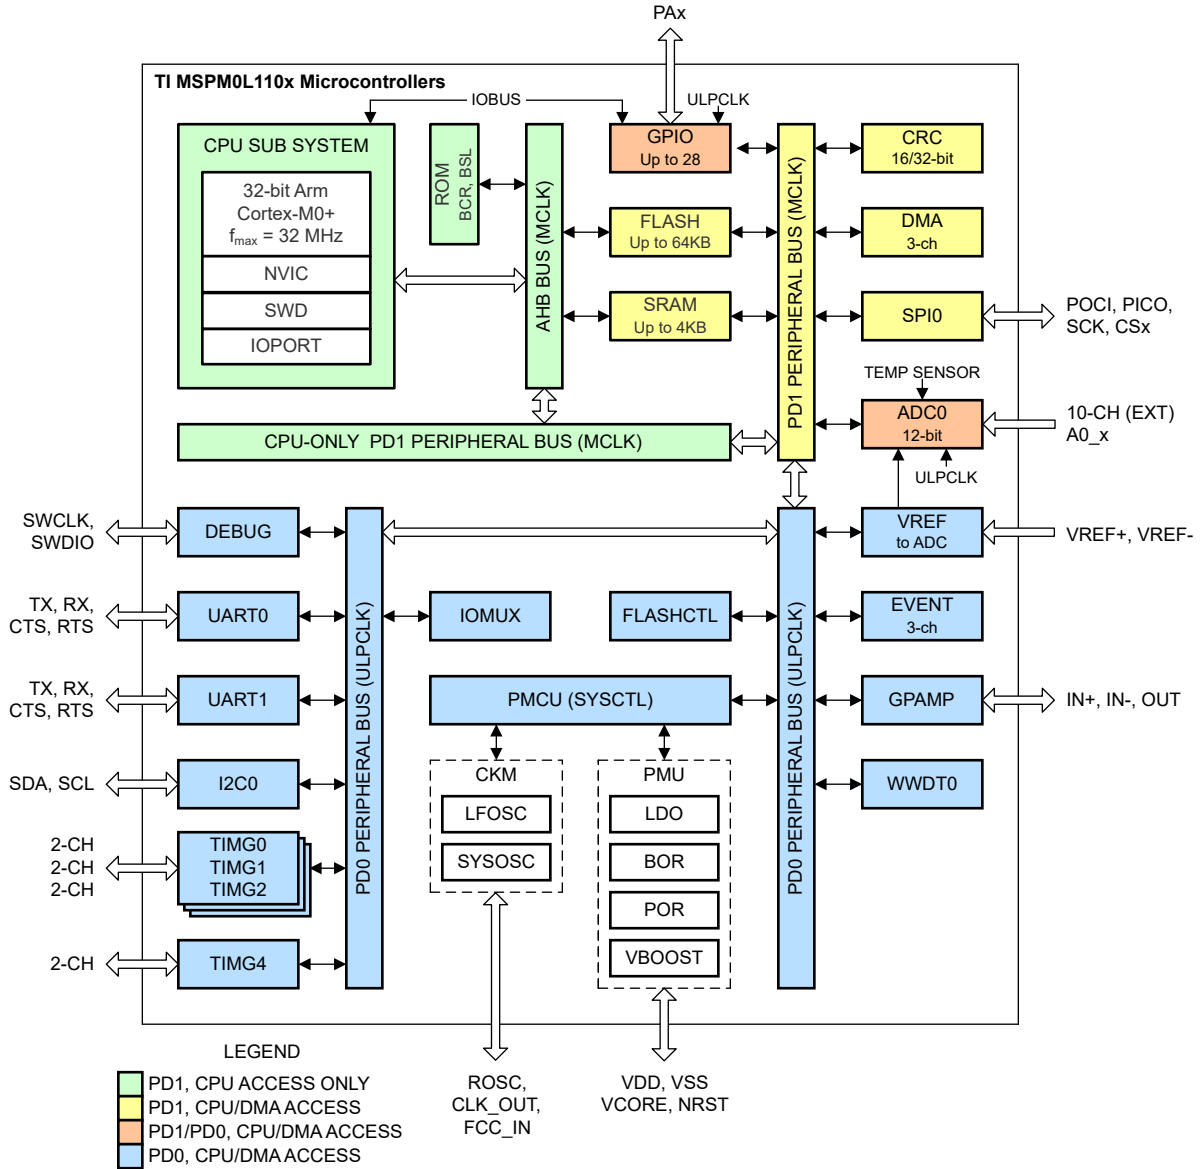 PAx
TI MSPM0L110x Microcontrollers
IOBUS
ULPCLK
CPU SUB SYSTEM
32-bit Arm
Cortex-M0+
fmax = 32 MHz
NVIC
SWD
IOPORT
ROM
BCR, BSL
AHB BUS (MCLK)
GPIO
Up to 28
FLASH
Up to 64KB
SRAM
Up to 4KB
PD1 PERIPHERAL BUS (MCLK)
CRC
16/32-bit
DMA
3-ch
SPI0
POCI, PICO,
SCK, CSx
TEMP SENSOR
ADC0
12-bit
10-CH (EXT)
A0_x
ULPCLK
CPU-ONLY PD1 PERIPHERAL BUS (MCLK)
SWCLK,
SWDIO
DEBUG
TX, RX,
CTS, RTS
UART0
TX, RX,
CTS, RTS
UART1
SDA, SCL
I2C0
2-CH
2-CH
2-CH
TIMG0
TIMG1
TIMG2
2-CH
TIMG4
PD0 PERIPHERAL BUS (ULPCLK)
IOMUX
FLASHCTL
PMCU (SYSCTL)
CKM
LFOSC
SYSOSC
PMU
LDO
BOR
POR
VBOOST
PD0 PERIPHERAL BUS (ULPCLK)
VREF
to ADC
VREF+, VREF-
EVENT
3-ch
GPAMP
IN+, IN-, OUT
WWDT0
ROSC,
CLK_OUT,
FCC_IN
VDD, VSS
VCORE, NRST
LEGEND
PD1, CPU ACCESS ONLY
PD1, CPU/DMA ACCESS
PD1/PD0, CPU/DMA ACCESS
PD0, CPU/DMA ACCESS